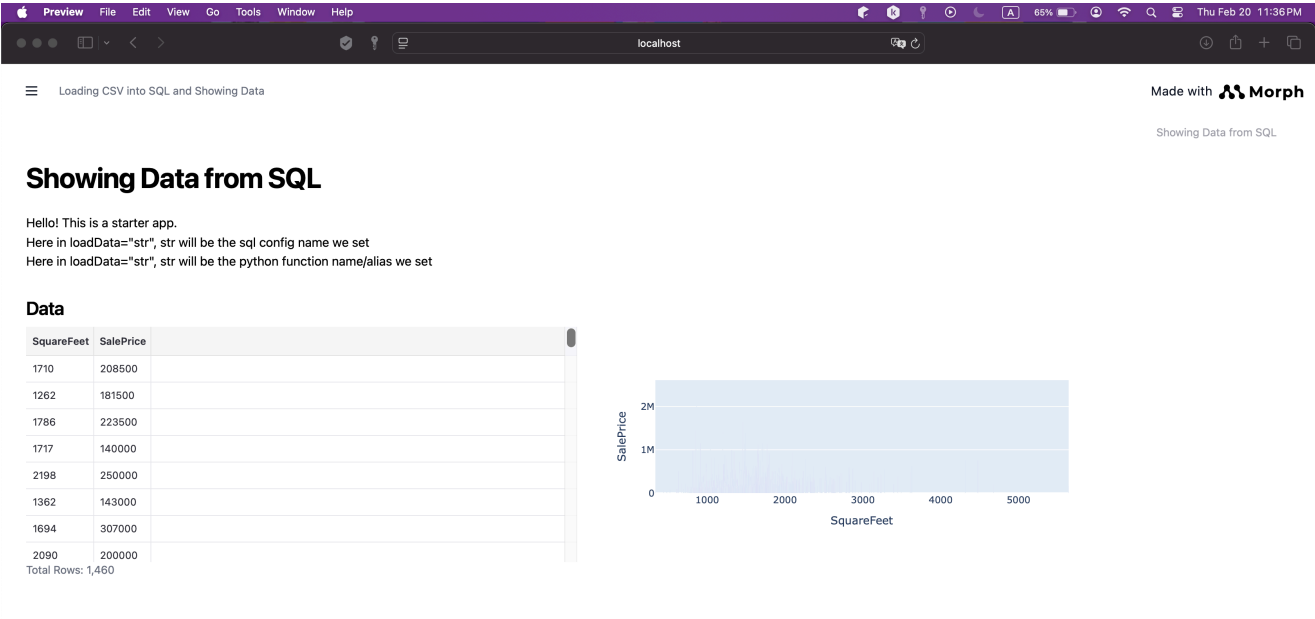 Preview File Edit View Go Tools Window Help
A 65% Thu Feb 20 11:36 PM
localhost
Loading CSV into SQL and Showing Data
Made with Morph
Showing Data from SQL
Showing Data from SQL
Hello! This is a starter app.
Here in loadData="str", str will be the sql config name we set
Here in loadData="str", str will be the python function name/alias we set
Data
SquareFeet SalePrice
1710 208500
1262 181500
1786 223500
1717 140000
2198 250000
1362 143000
1694 307000
2090 200000
Total Rows: 1,460
SalePrice
2M
1M
0
1000 2000 3000 4000 5000
SquareFeet